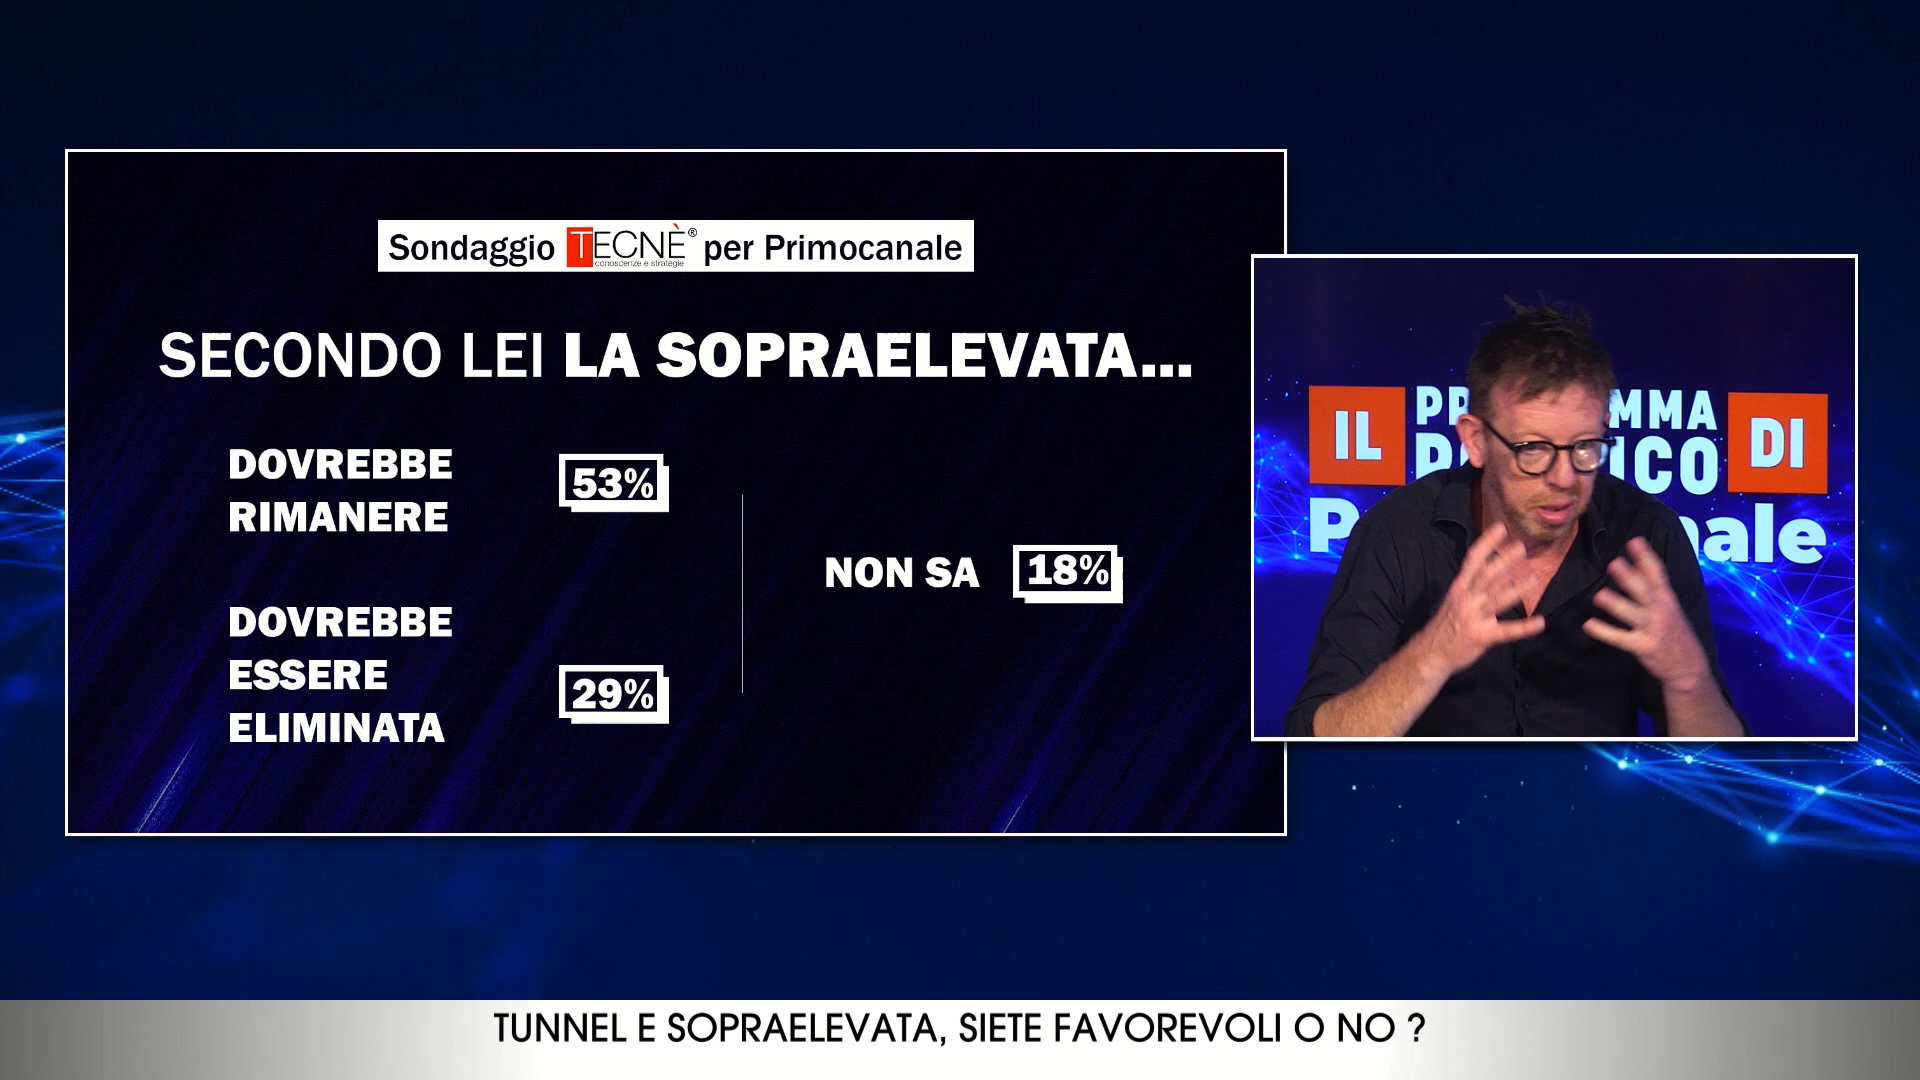 Sondaggio TECNÈ® per Primocanale
conoscenze e strategie
SECONDO LEI LA SOPRAELEVATA...
DOVREBBE
RIMANERE
53%
DOVREBBE
ESSERE
ELIMINATA
29%
NON SA 18%
IL
DI
TUNNEL E SOPRAELEVATA, SIETE FAVOREVOLI O NO ?